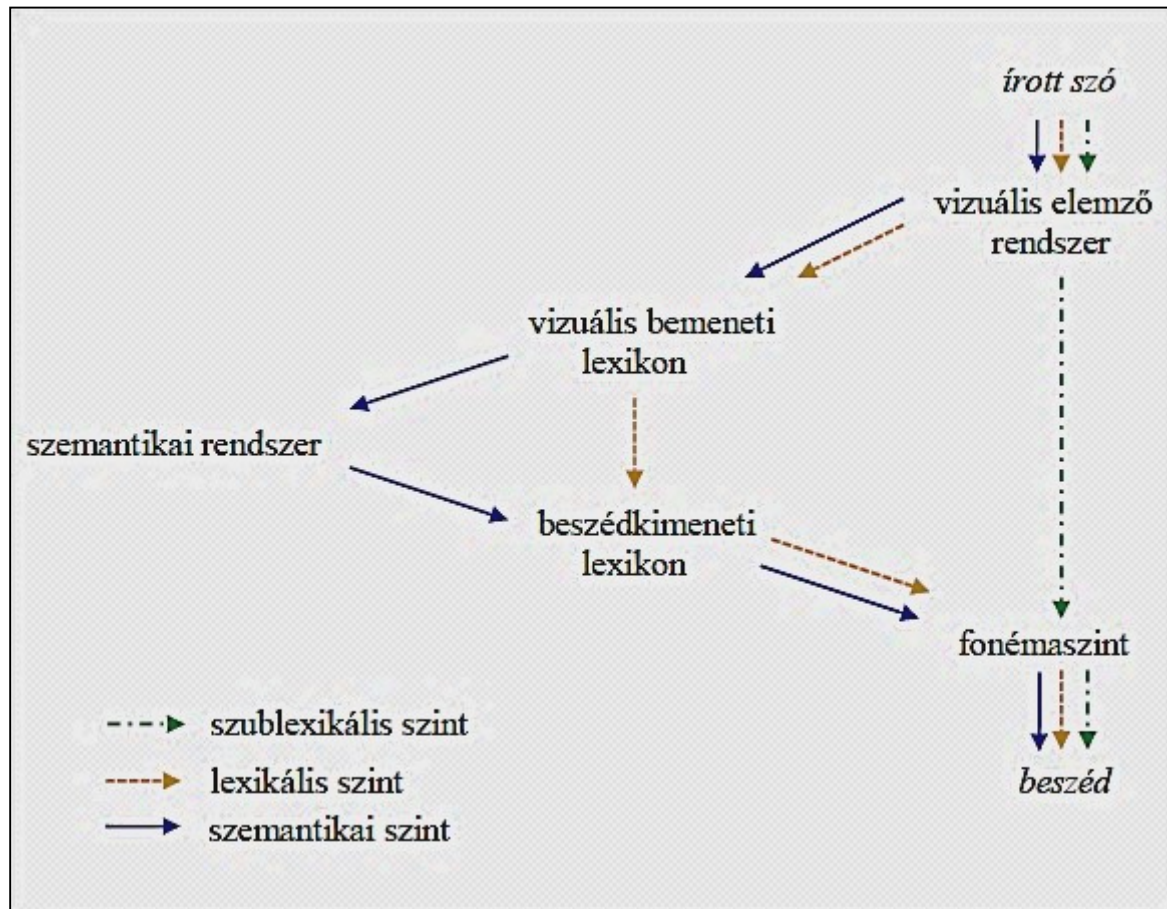 írott szó
vizuális elemző
rendszer
vizuális bemeneti
lexikon
szemantikai rendszer
beszédkimeneti
lexikon
fonémaszint
szublexikális szint
lexikális szint
szemantikai szint
beszéd